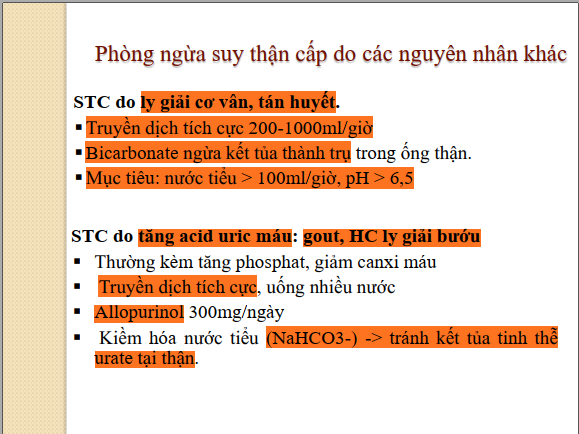 Phòng ngừa suy thận cấp do các nguyên nhân khác
STC do ly giải cơ vân, tán huyết.
▪ Truyền dịch tích cực 200-1000ml/giờ
▪ Bicarbonate ngừa kết tủa thành trụ trong ống thận.
▪ Mục tiêu: nước tiểu > 100ml/giờ, pH > 6,5
STC do tăng acid uric máu: gout, HC ly giải bướu
▪ Thường kèm tăng phosphat, giảm canxi máu
▪ Truyền dịch tích cực, uống nhiều nước
▪ Allopurinol 300mg/ngày
▪ Kiềm hóa nước tiểu (NaHCO3-) -> tránh kết tủa tinh thể
urate tại thận.